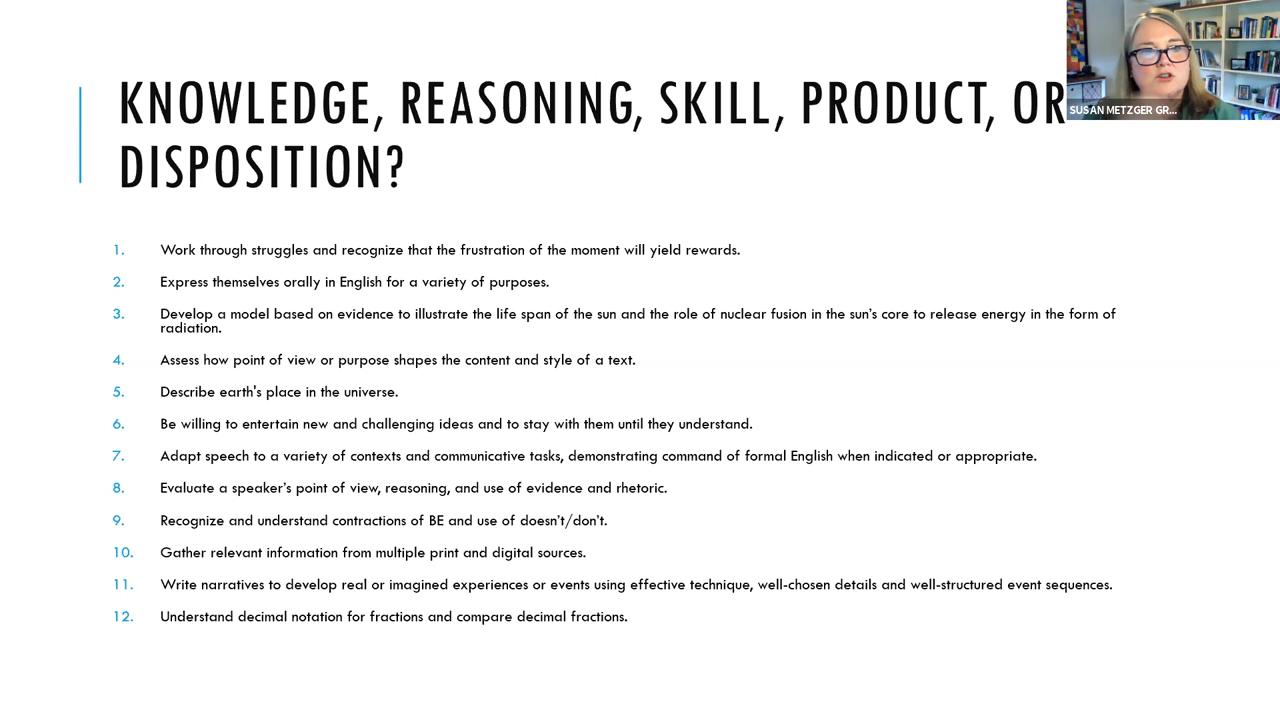 KNOWLEDGE, REASONING, SKILL, PRODUCT, OR
DISPOSITION?
SUSAN METZGER GR...
1. Work through struggles and recognize that the frustration of the moment will yield rewards.
2. Express themselves orally in English for a variety of purposes.
3. Develop a model based on evidence to illustrate the life span of the sun and the role of nuclear fusion in the sun’s core to release energy in the form of
radiation.
4. Assess how point of view or purpose shapes the content and style of a text.
5. Describe earth's place in the universe.
6. Be willing to entertain new and challenging ideas and to stay with them until they understand.
7. Adapt speech to a variety of contexts and communicative tasks, demonstrating command of formal English when indicated or appropriate.
8. Evaluate a speaker’s point of view, reasoning, and use of evidence and rhetoric.
9. Recognize and understand contractions of BE and use of doesn’t/don’t.
10. Gather relevant information from multiple print and digital sources.
11. Write narratives to develop real or imagined experiences or events using effective technique, well-chosen details and well-structured event sequences.
12. Understand decimal notation for fractions and compare decimal fractions.